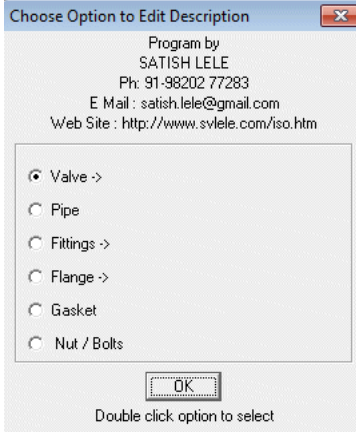 Choose Option to Edit Description
Program by
SATISH LELE
Ph: 91-98202 77283
E Mail : satish.lele@gmail.com
Web Site : http://www.svlele.com/iso.htm
Valve ->
Pipe
Fittings ->
Flange ->
Gasket
Nut / Bolts
OK
Double click option to select